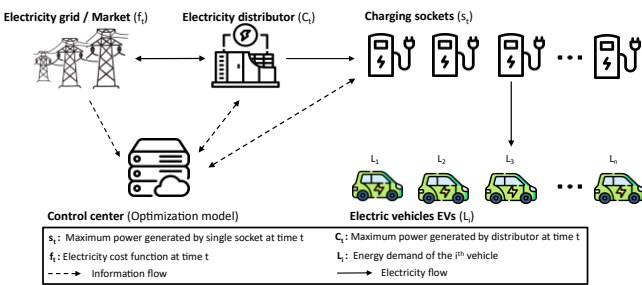 Electricity grid / Market (fₜ)
Electricity distributor (Cₜ)
Charging sockets (sₜ)
L₁
L₂
L₃
Lₙ
Control center (Optimization model)
Electric vehicles EVs (Lᵢ)
sₜ : Maximum power generated by single socket at time t
Cₜ : Maximum power generated by distributor at time t
fₜ : Electricity cost function at time t
Lᵢ : Energy demand of the iᵗʰ vehicle
Information flow
Electricity flow